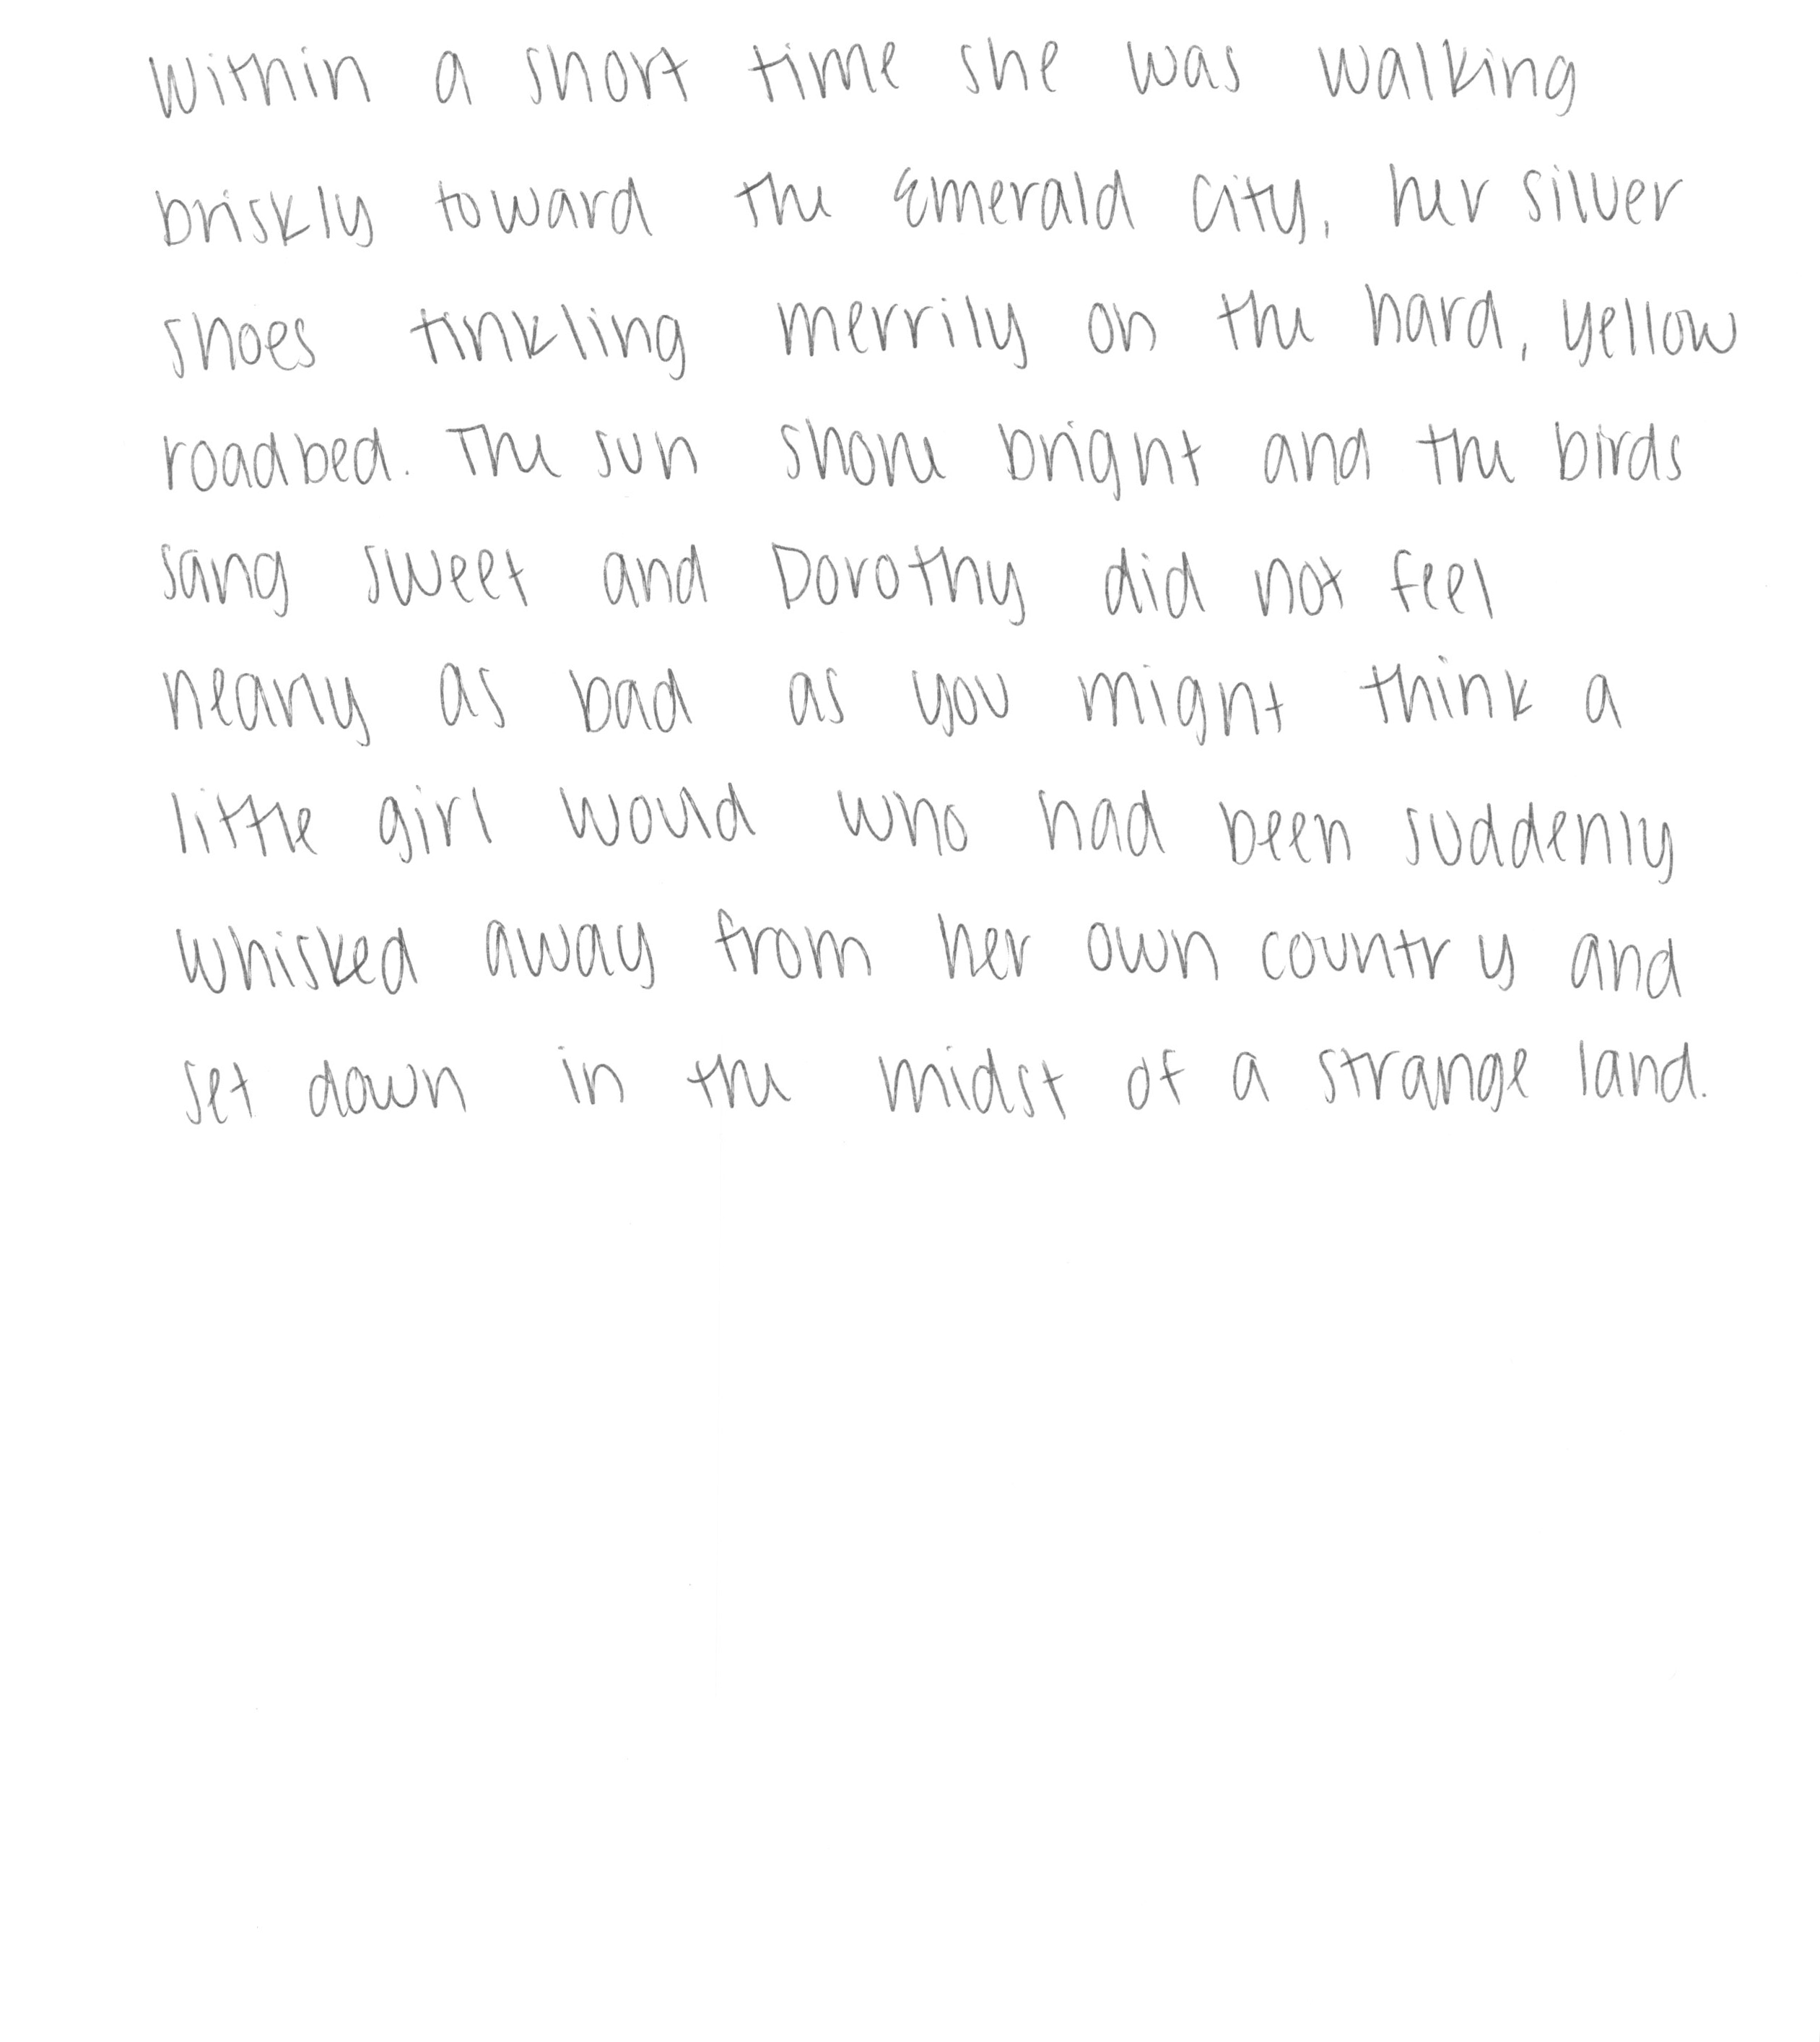 Within a short time she was walking
briskly toward the Emerald City, her silver
shoes tinkling merrily on the hard, yellow
roadbed. The sun shone bright and the birds
sang sweet and Dorothy did not feel
nearly as bad as you might think a
little girl would who had been suddenly
whisked away from her own country and
set down in the midst of a strange land.